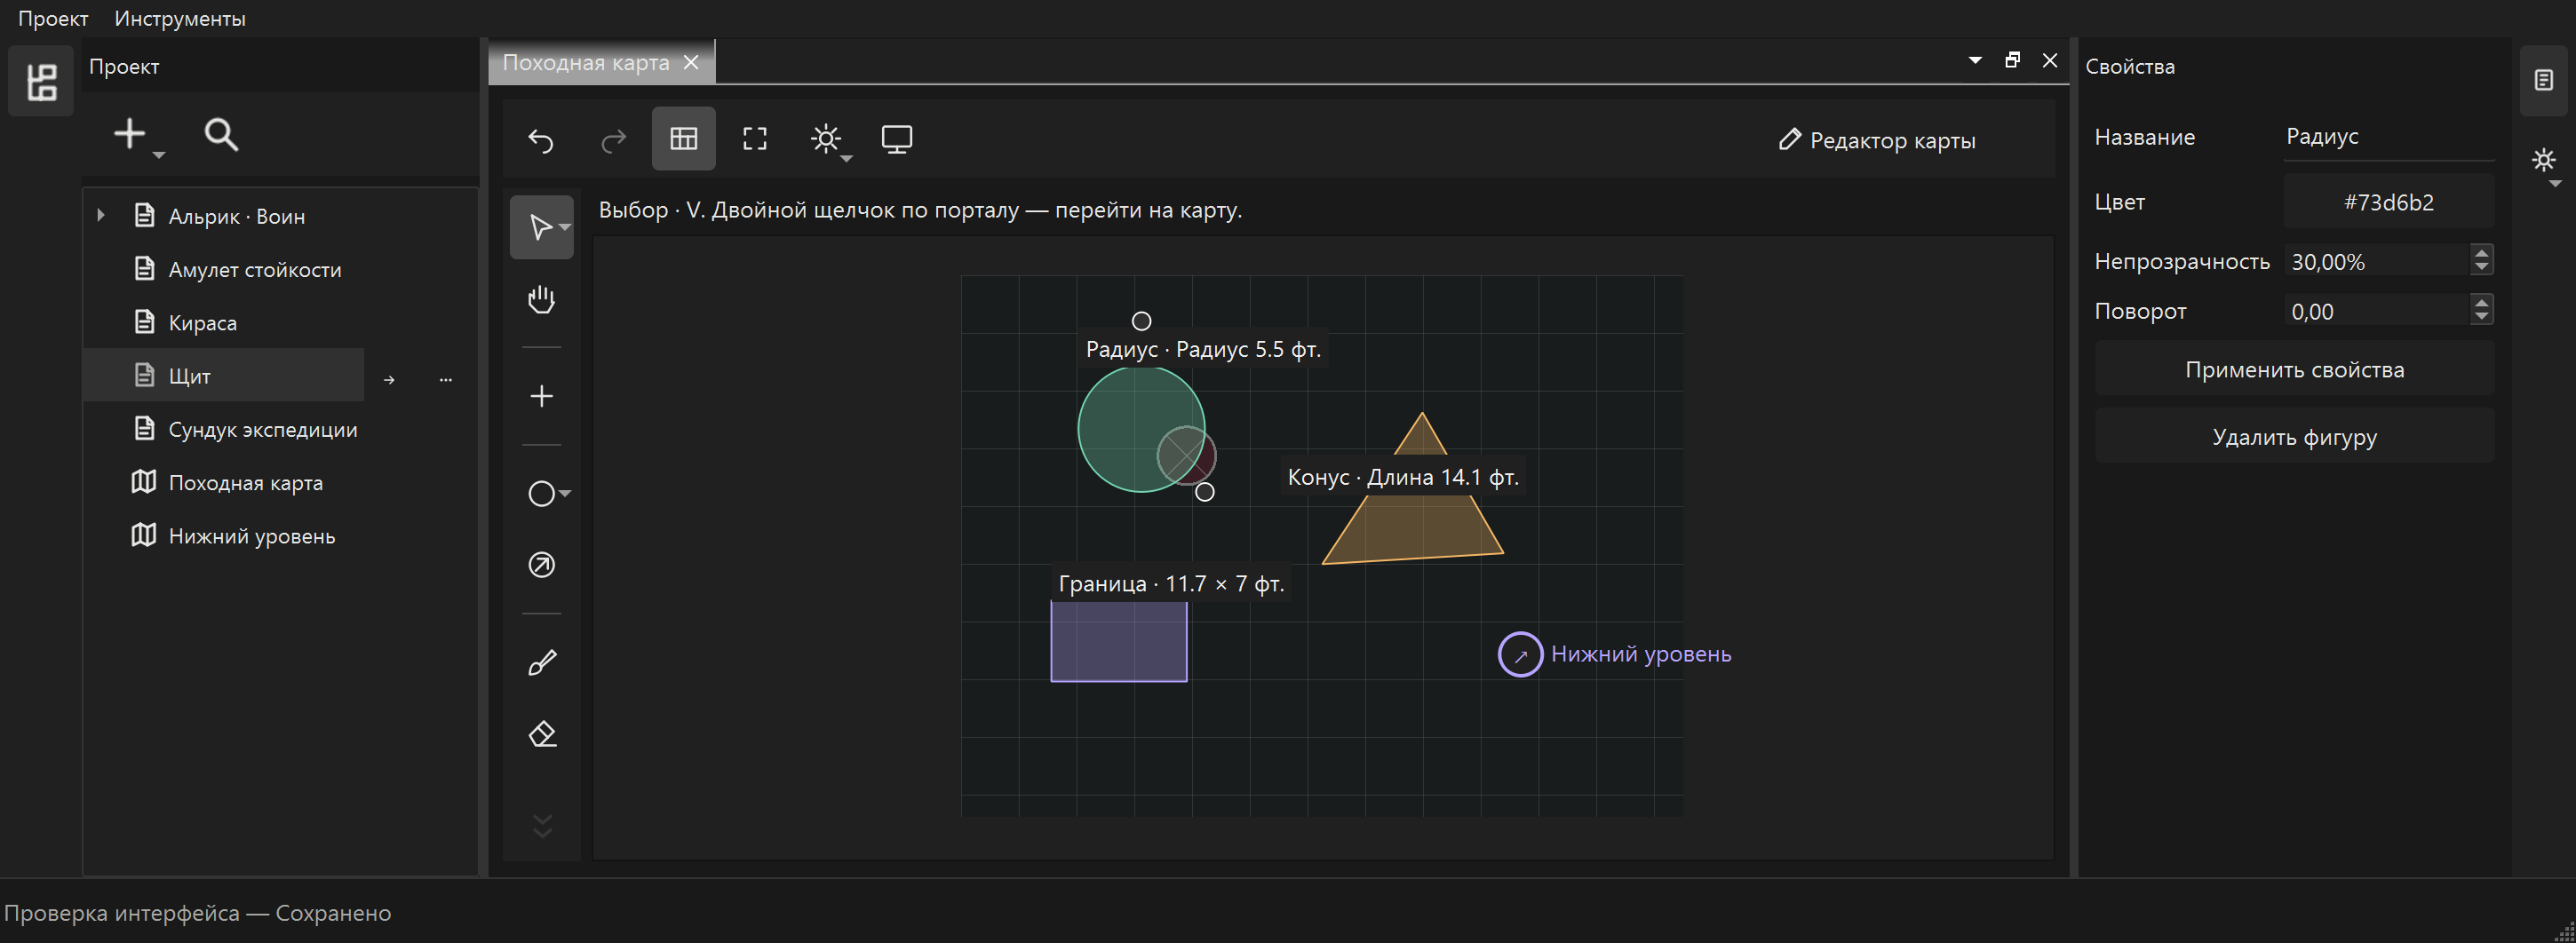 Проект Инструменты
Проект
Альрик · Воин
Амулет стойкости
Кираса
Щит
Сундук экспедиции
Походная карта
Нижний уровень
Походная карта
Редактор карты
Выбор · V. Двойной щелчок по порталу — перейти на карту.
Радиус · Радиус 5.5 фт.
Конус · Длина 14.1 фт.
Граница · 11.7 × 7 фт.
Нижний уровень
Свойства
Название Радиус
Цвет #73d6b2
Непрозрачность 30,00%
Поворот 0,00
Применить свойства
Удалить фигуру
Проверка интерфейса — Сохранено